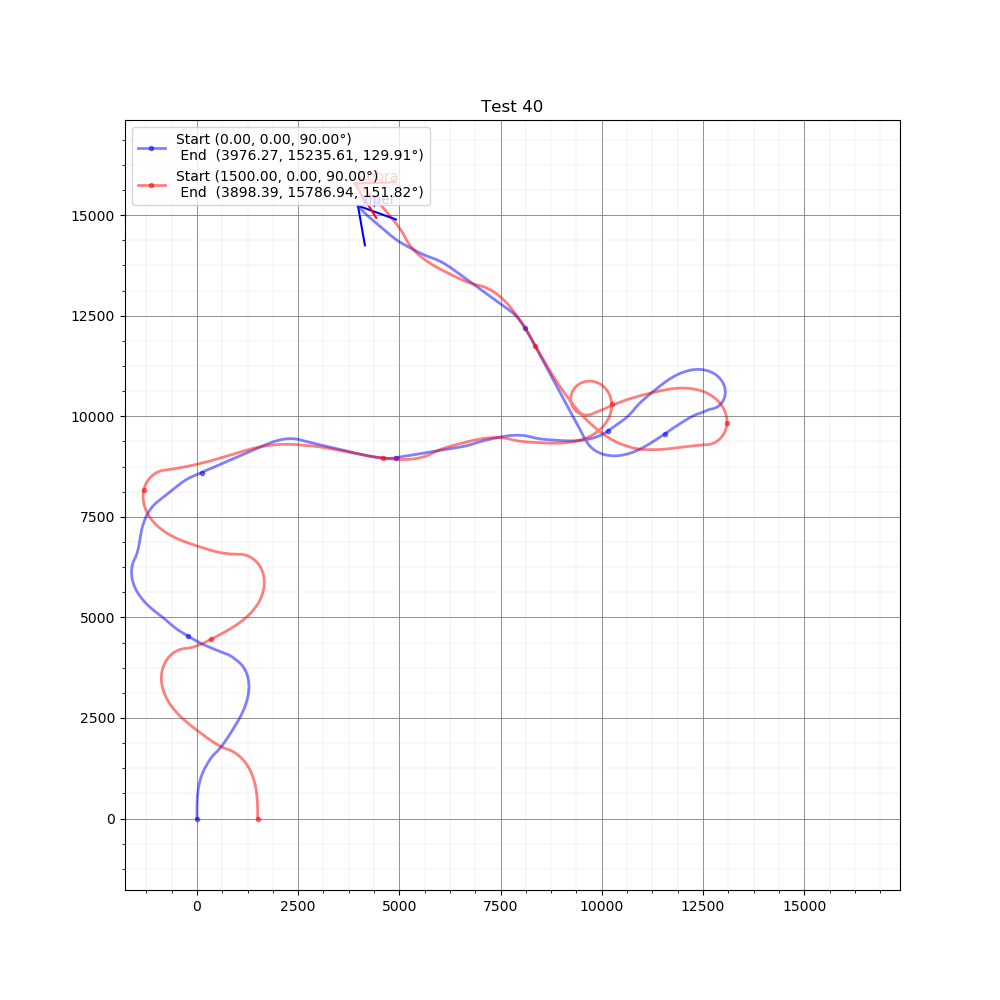 Test 40
Start (0.00, 0.00, 90.00°)
End (3976.27, 15235.61, 129.91°)
Start (1500.00, 0.00, 90.00°)
End (3898.39, 15786.94, 151.82°)
15000
12500
10000
7500
5000
2500
0
0 2500 5000 7500 10000 12500 15000